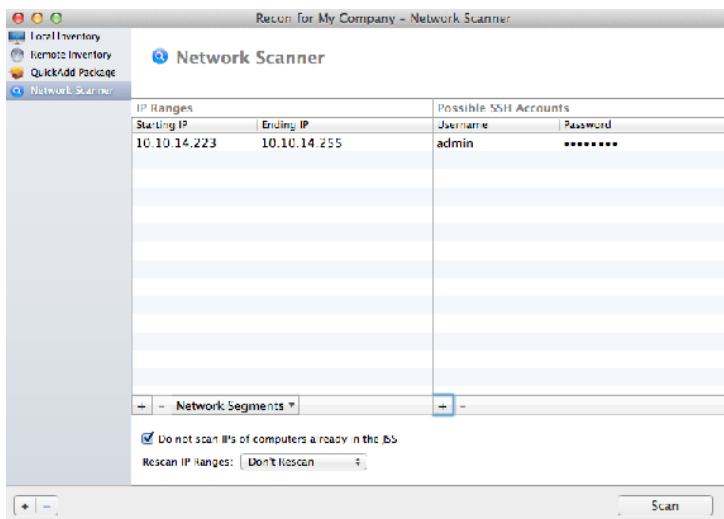 Recon for My Company – Network Scanner
Local Inventory
Remote Inventory
QuickAdd Package
Network Scanner
Network Scanner
IP Ranges
Possible SSH Accounts
Starting IP Ending IP Username Password
10.10.14.223 10.10.14.255 admin ••••••••
+ – Network Segments ▾ + –
Do not scan IPs of computers already in the JSS
Rescan IP Ranges: Don't Rescan
+ – Scan